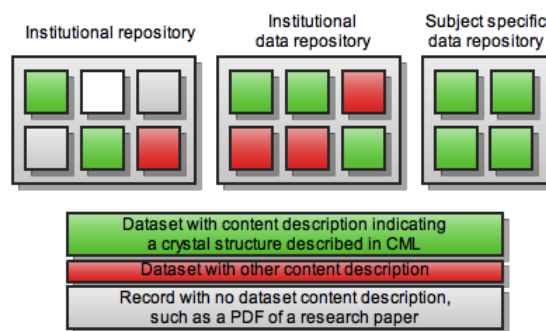 Institutional repository
Institutional
data repository
Subject specific
data repository
Dataset with content description indicating
a crystal structure described in CML
Dataset with other content description
Record with no dataset content description,
such as a PDF of a research paper